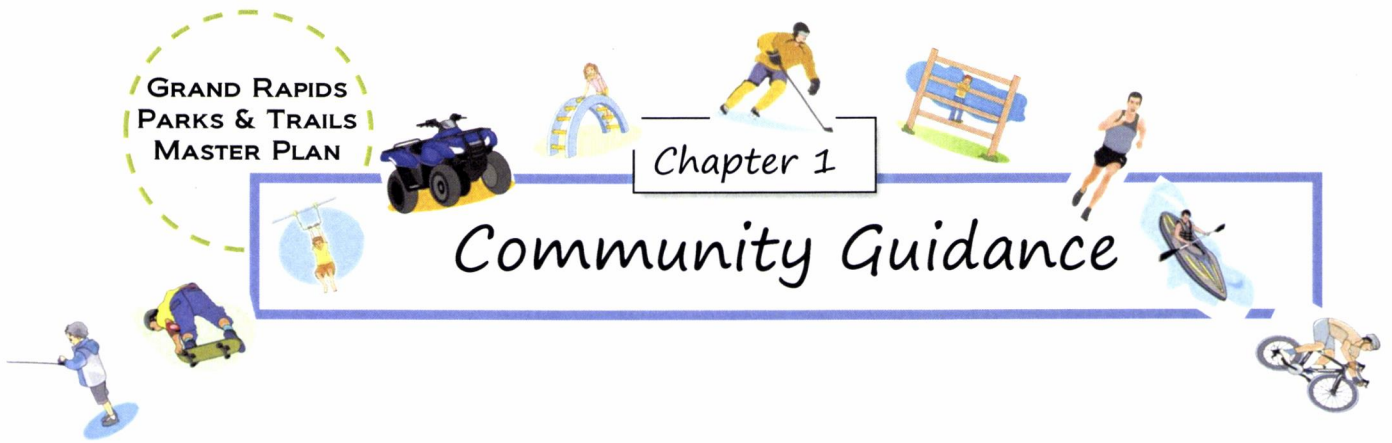 GRAND RAPIDS
PARKS & TRAILS
MASTER PLAN
Chapter 1
Community Guidance